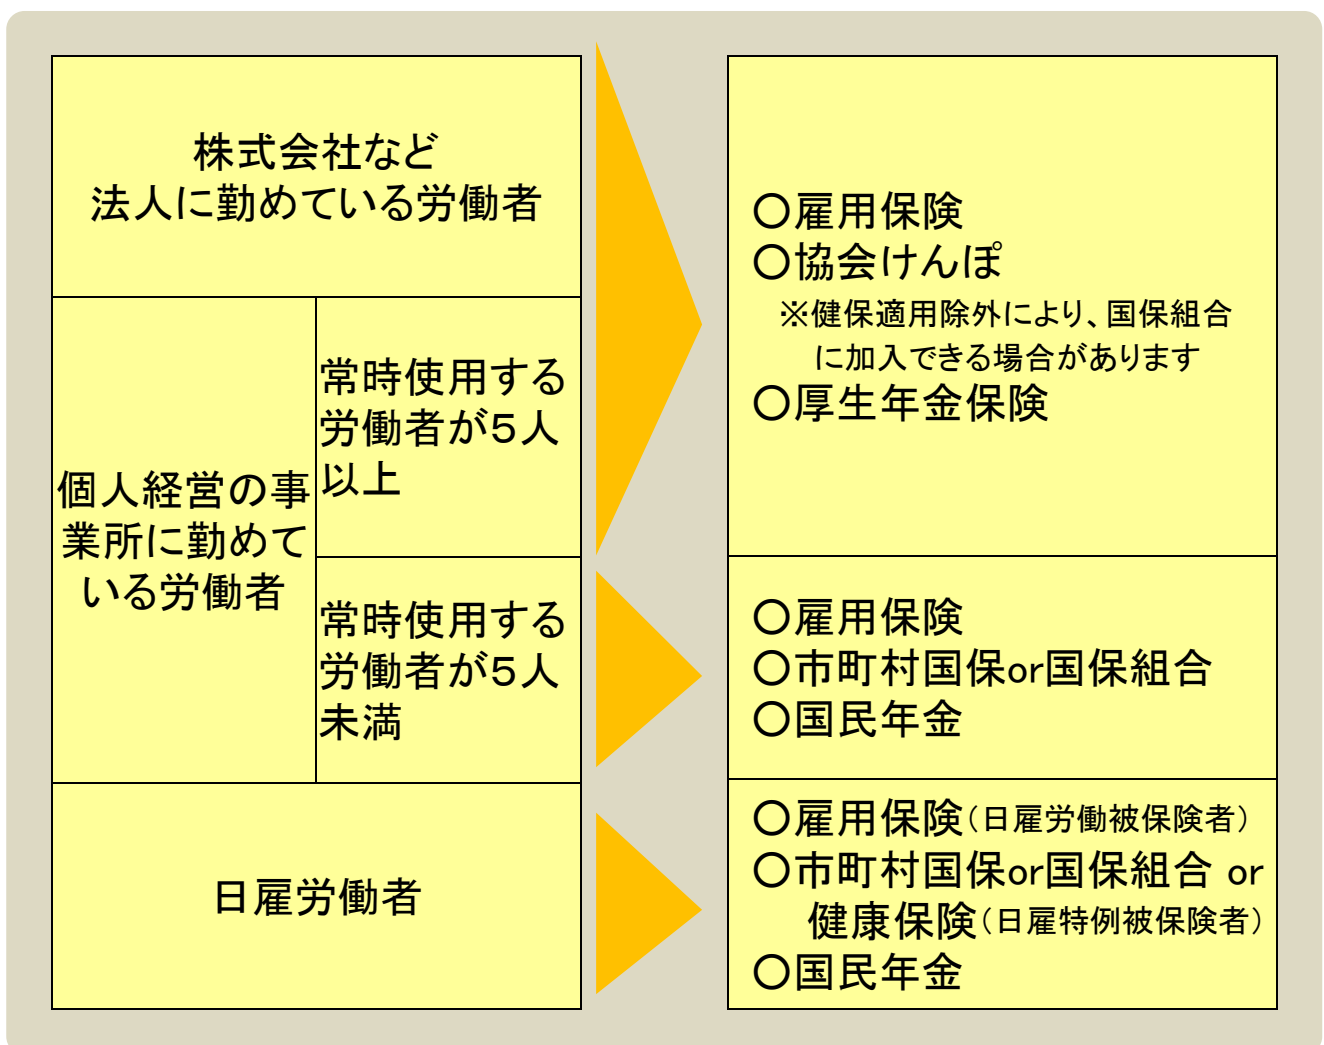 株式会社など
法人に勤めている労働者
個人経営の事
業所に勤めて
いる労働者
常時使用する
労働者が5人
以上
常時使用する
労働者が5人
未満
日雇労働者
○雇用保険
○協会けんぽ
※健保適用除外により、国保組合
に加入できる場合があります
○厚生年金保険
○雇用保険
○市町村国保or国保組合
○国民年金
○雇用保険(日雇労働被保険者)
○市町村国保or国保組合 or
健康保険(日雇特例被保険者)
○国民年金